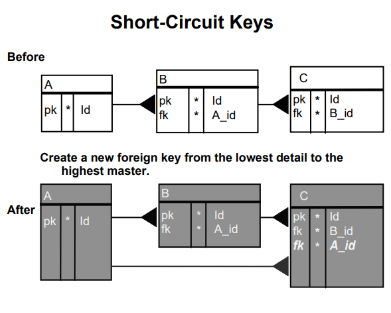 Short-Circuit Keys
Before
A
pk * Id
B
pk * Id
fk * A_id
C
pk * Id
fk * B_id
Create a new foreign key from the lowest detail to the
highest master.
After
A
pk * Id
B
pk * Id
fk * A_id
C
pk * Id
fk * B_id
fk * A_id